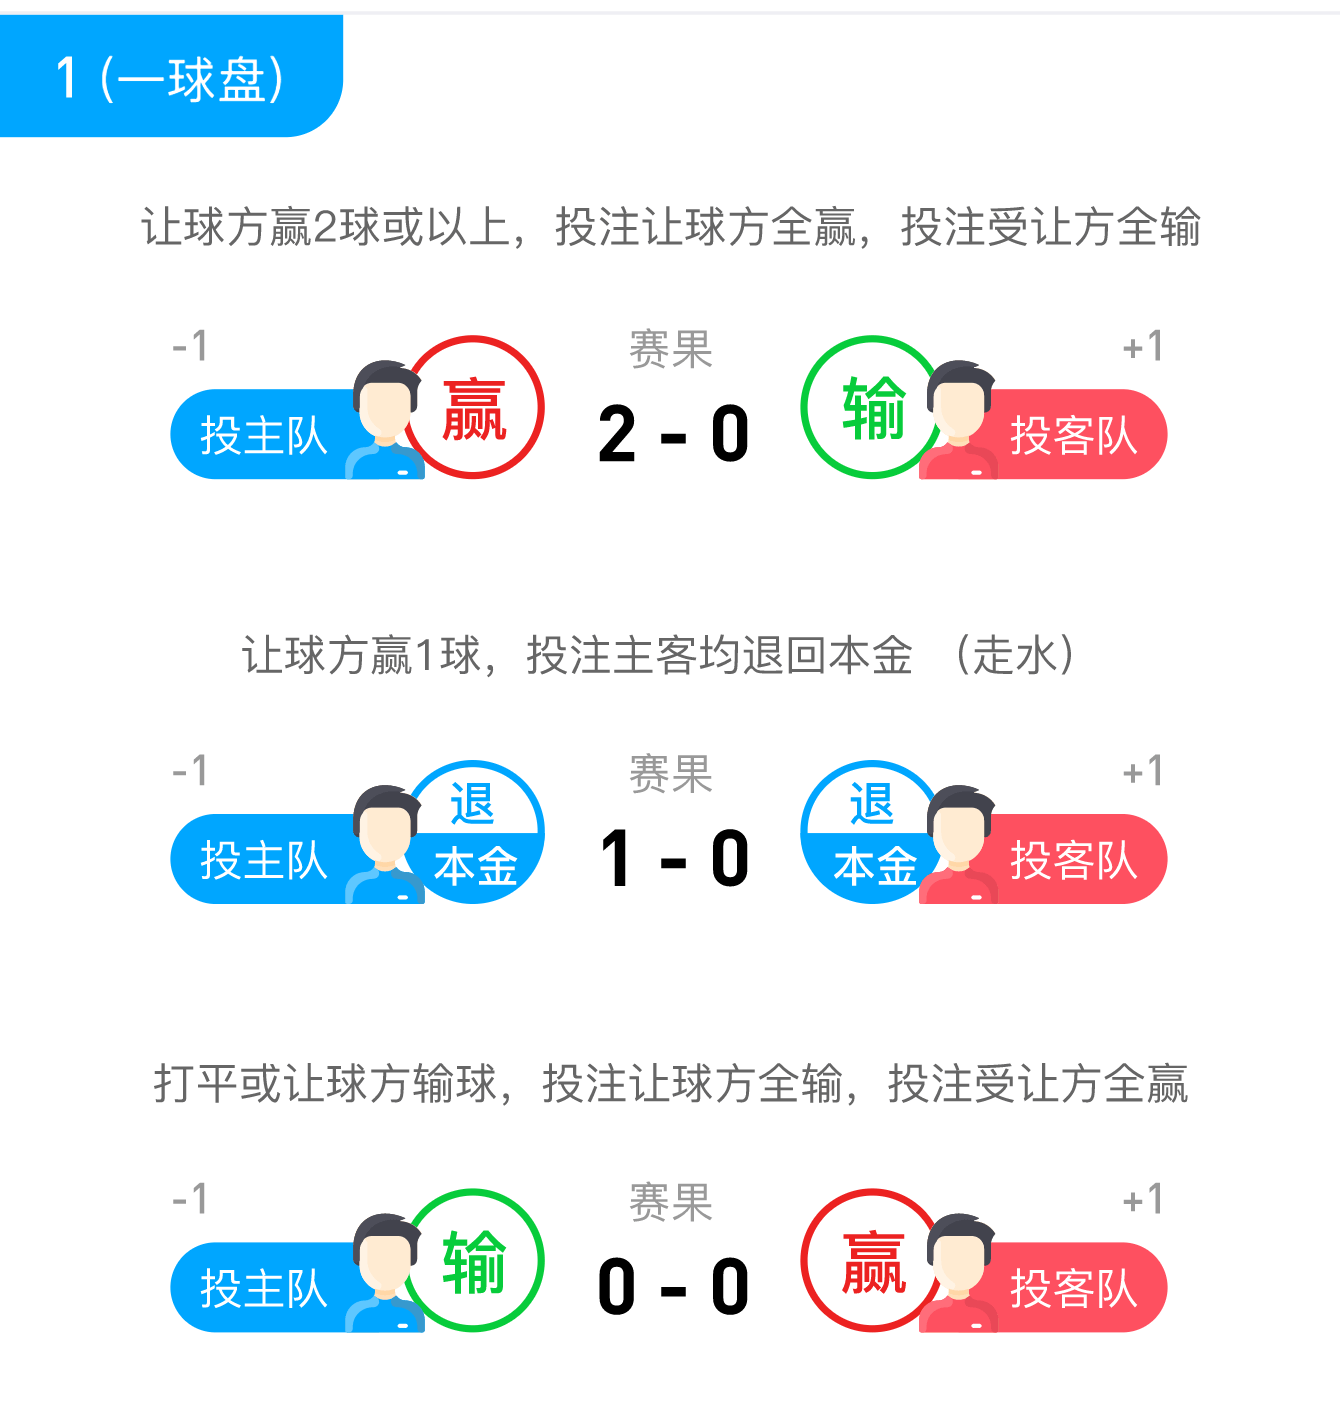 1 (一球盘)
让球方赢2球或以上，投注让球方全赢，投注受让方全输
-1 赛果 +1
投主队 赢 2 - 0 输 投客队
让球方赢1球，投注主客均退回本金 （走水）
-1 赛果 +1
退 退
投主队 本金 1 - 0 本金 投客队
打平或让球方输球，投注让球方全输，投注受让方全赢
-1 赛果 +1
投主队 输 0 - 0 赢 投客队